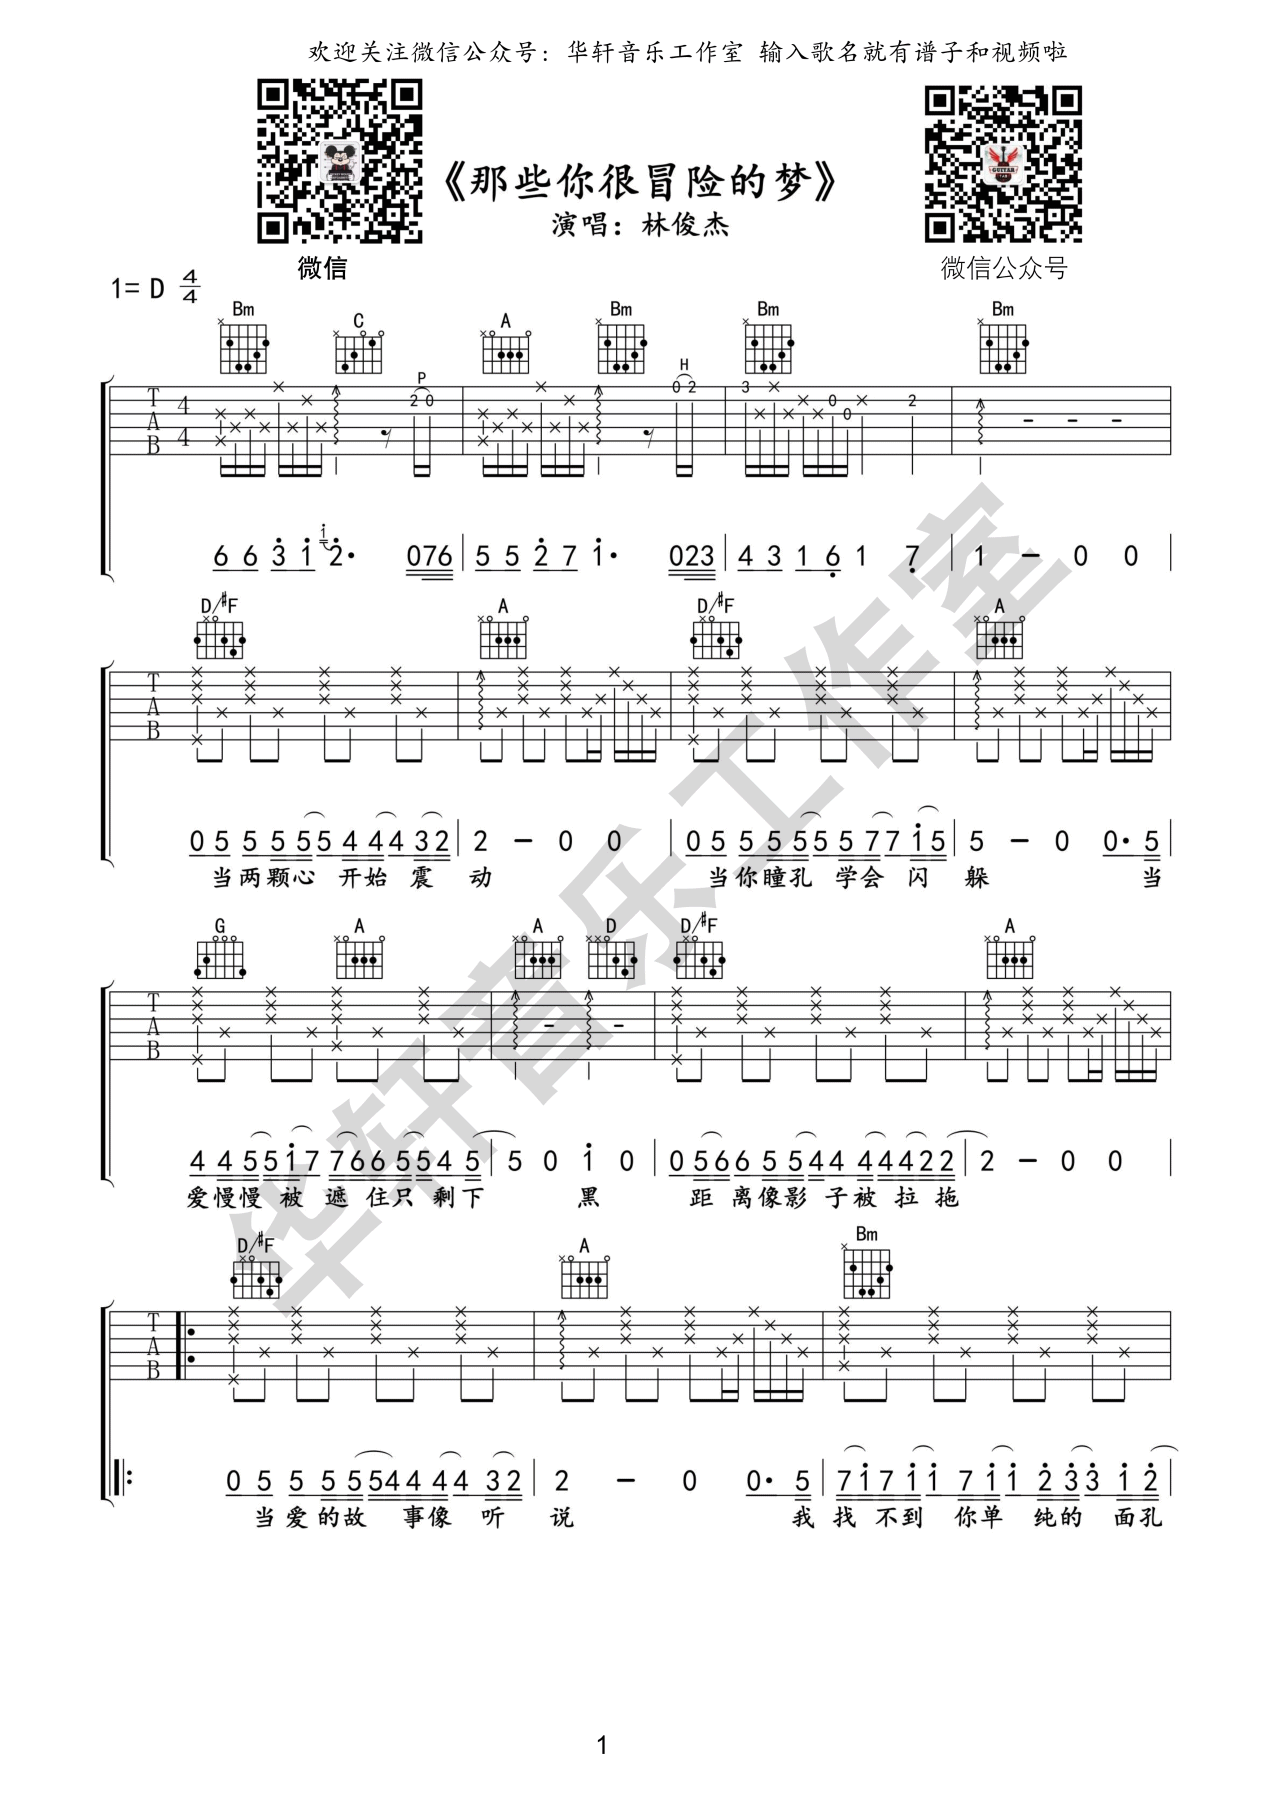 欢迎关注微信公众号：华轩音乐工作室 输入歌名就有谱子和视频啦
《那些你很冒险的梦》
演唱：林俊杰
微信
微信公众号
GUITAR
1= D 4/4
Bm C A Bm Bm Bm
P H
T A B 4 4 2 0 0 2 3 0 0 2
6 6 3 1 1 2· 076 5 5 2 7 1· 023 4 3 1 6 1 7 1 - 0 0
D/#F A D/#F A
T A B
0 5 5 5 5 5 4 4 4 3 2 2 - 0 0 0 5 5 5 5 5 5 7 7 1 5 5 - 0 0· 5
当两颗心 开始 震 动 当你瞳孔 学会 闪 躲 当
G A A D D/#F A
T A B
4 4 5 5 1 7 7 6 6 5 5 4 5 5 0 1 0 0 5 6 6 5 5 4 4 4 4 4 2 2 2 - 0 0
爱慢慢 被 遮 住只 剩下 黑 距 离像影 子被 拉 拖
D/#F A Bm
T A B
0 5 5 5 5 5 4 4 4 4 3 2 2 - 0 0· 5 7 1 7 1 1 7 1 1 2 3 3 1 2
当 爱 的故 事像 听 说 我 找 不到 你单 纯的 面孔
华轩音乐工作室
1